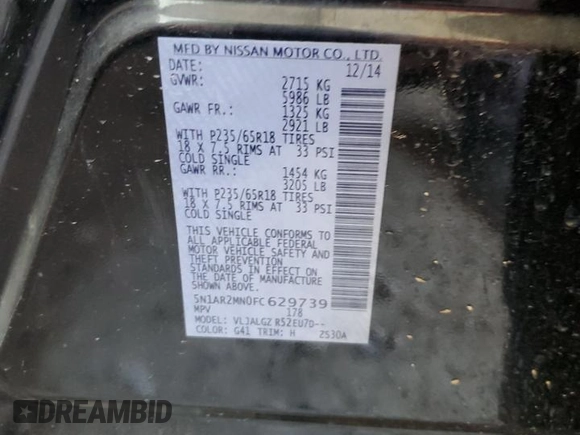 MFD BY NISSAN MOTOR CO., LTD.
DATE: 12/14
GVWR: 2715 KG
5986 LB
GAWR FR.: 1325 KG
2921 LB
WITH P235/65R18 TIRES
18 X 7.5 RIMS AT 33 PSI
COLD SINGLE
GAWR RR.: 1454 KG
3205 LB
WITH P235/65R18 TIRES
18 X 7.5 RIMS AT 33 PSI
COLD SINGLE
THIS VEHICLE CONFORMS TO
ALL APPLICABLE FEDERAL
MOTOR VEHICLE SAFETY AND
THEFT PREVENTION
STANDARDS IN EFFECT ON
THE DATE OF MANUFACTURE
SHOWN ABOVE.
5N1AR2MN0FC629739
MPV 178
MODEL: VLJALGZ R52EU7D--
COLOR: G41 TRIM: H 2S30A
DREAMBID